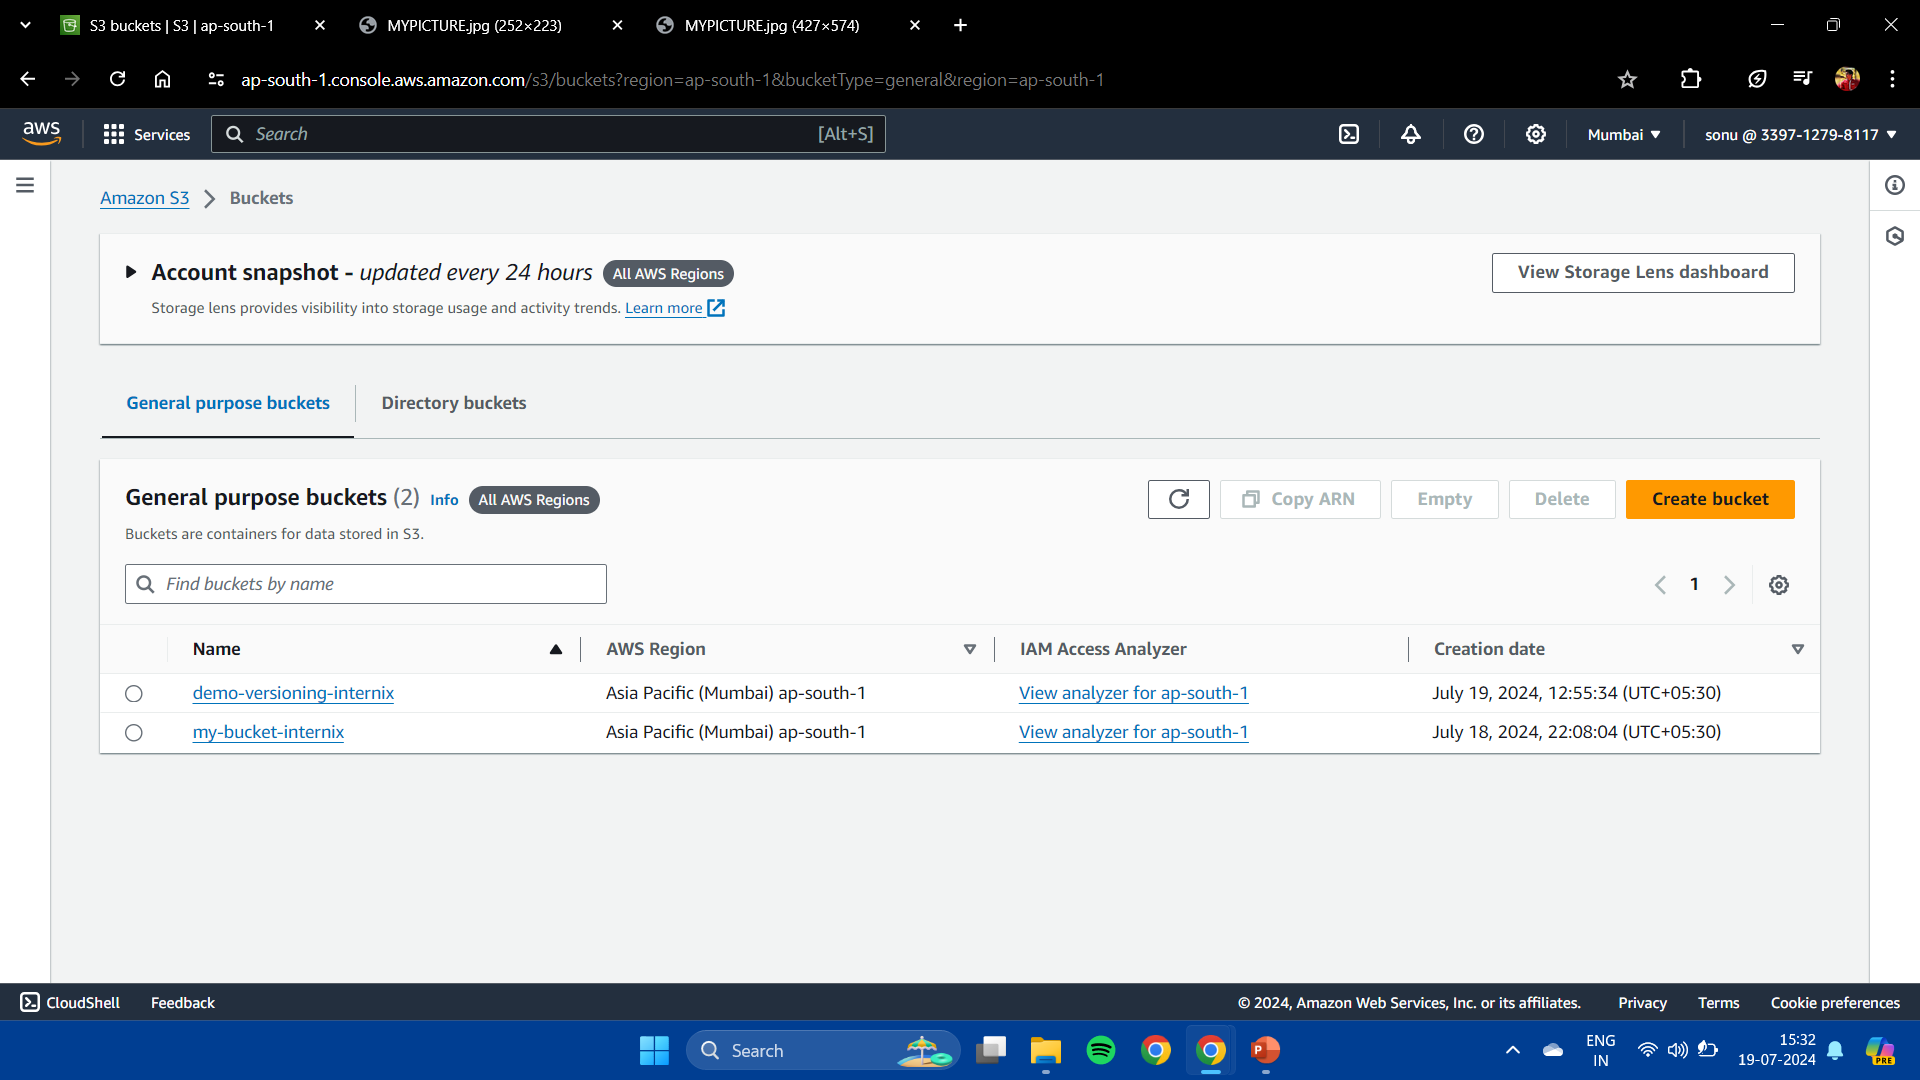 S3 buckets | S3 | ap-south-1
MYPICTURE.jpg (252×223)
MYPICTURE.jpg (427×574)
ap-south-1.console.aws.amazon.com/s3/buckets?region=ap-south-1&bucketType=general&region=ap-south-1
aws
Services
Search
[Alt+S]
Mumbai
sonu @ 3397-1279-8117
Amazon S3
Buckets
Account snapshot - updated every 24 hours
All AWS Regions
View Storage Lens dashboard
Storage lens provides visibility into storage usage and activity trends. Learn more
General purpose buckets
Directory buckets
General purpose buckets (2)
Info
All AWS Regions
Copy ARN
Empty
Delete
Create bucket
Buckets are containers for data stored in S3.
Find buckets by name
1
Name
AWS Region
IAM Access Analyzer
Creation date
demo-versioning-internix
Asia Pacific (Mumbai) ap-south-1
View analyzer for ap-south-1
July 19, 2024, 12:55:34 (UTC+05:30)
my-bucket-internix
Asia Pacific (Mumbai) ap-south-1
View analyzer for ap-south-1
July 18, 2024, 22:08:04 (UTC+05:30)
CloudShell
Feedback
© 2024, Amazon Web Services, Inc. or its affiliates.
Privacy
Terms
Cookie preferences
Search
P
ENG
IN
15:32
19-07-2024
PRE